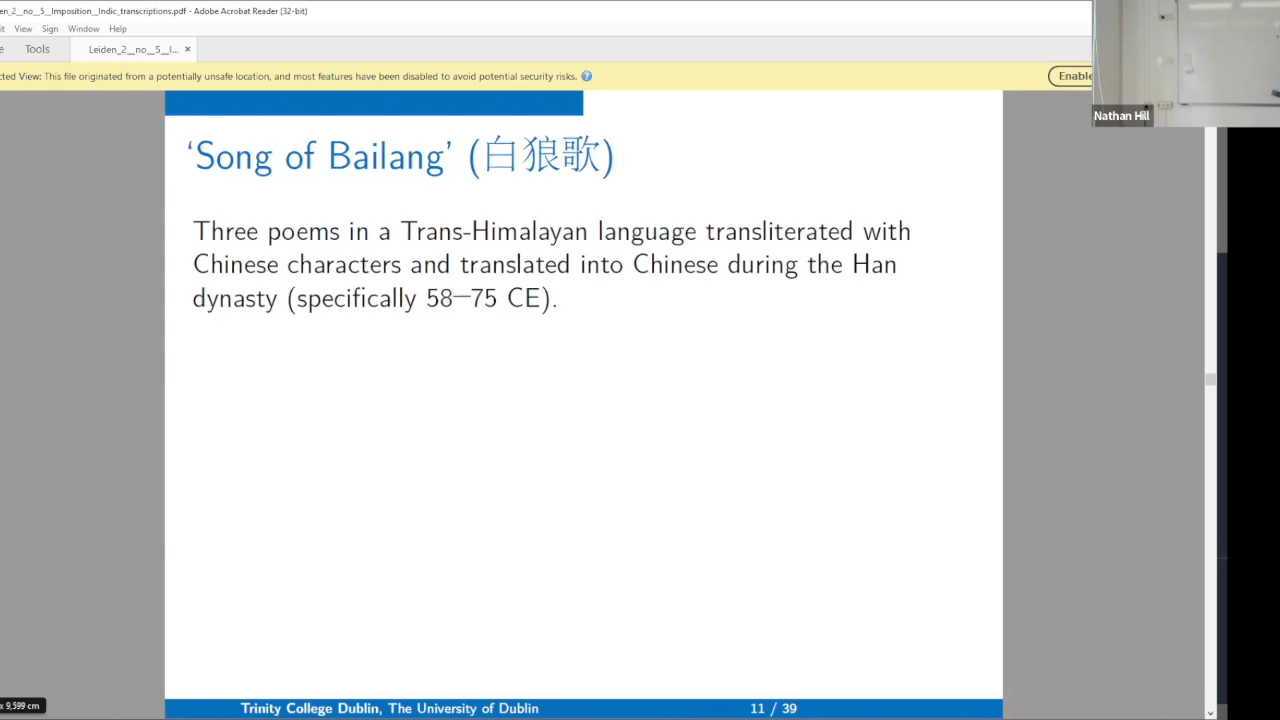 en_2__no__5__Imposition__Indic_transcriptions.pdf - Adobe Acrobat Reader (32-bit)
View Sign Window Help
Tools Leiden_2__no__5__I... ×
cted View: This file originated from a potentially unsafe location, and most features have been disabled to avoid potential security risks. ? Enable
Nathan Hill
‘Song of Bailang’ (白狼歌)
Three poems in a Trans-Himalayan language transliterated with
Chinese characters and translated into Chinese during the Han
dynasty (specifically 58—75 CE).
x 9,599 cm
Trinity College Dublin, The University of Dublin 11 / 39